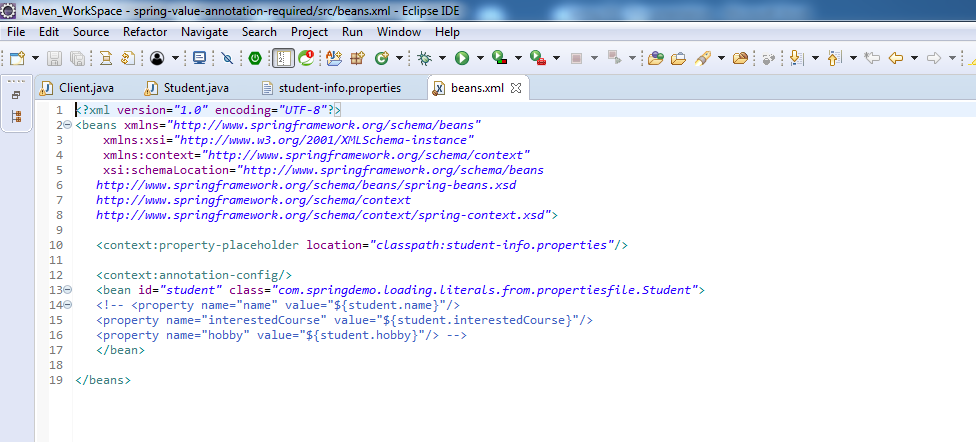 Maven_WorkSpace - spring-value-annotation-required/src/beans.xml - Eclipse IDE
File Edit Source Refactor Navigate Search Project Run Window Help
Client.java Student.java student-info.properties beans.xml
1 <?xml version="1.0" encoding="UTF-8"?>
2 <beans xmlns="http://www.springframework.org/schema/beans"
3 xmlns:xsi="http://www.w3.org/2001/XMLSchema-instance"
4 xmlns:context="http://www.springframework.org/schema/context"
5 xsi:schemaLocation="http://www.springframework.org/schema/beans
6 http://www.springframework.org/schema/beans/spring-beans.xsd
7 http://www.springframework.org/schema/context
8 http://www.springframework.org/schema/context/spring-context.xsd">
9
10 <context:property-placeholder location="classpath:student-info.properties"/>
11
12 <context:annotation-config/>
13 <bean id="student" class="com.springdemo.loading.literals.from.propertiesfile.Student">
14 <!-- <property name="name" value="${student.name}"/>
15 <property name="interestedCourse" value="${student.interestedCourse}"/>
16 <property name="hobby" value="${student.hobby}"/> -->
17 </bean>
18
19 </beans>